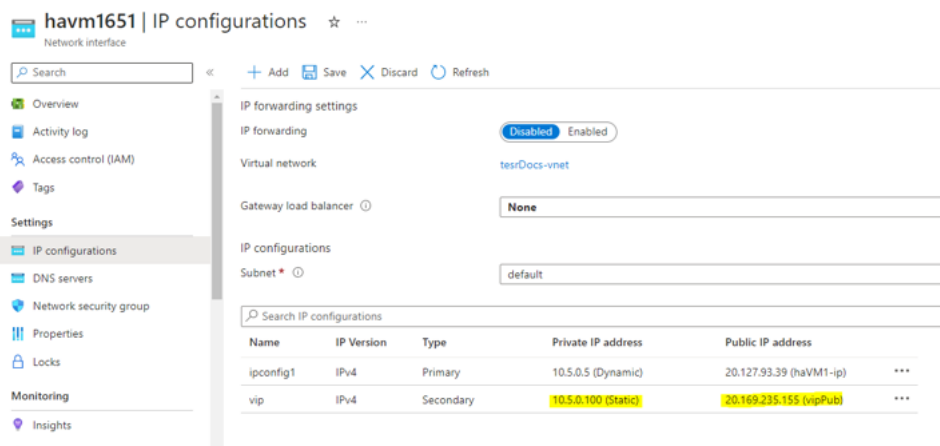 havm1651 | IP configurations ☆ ...
Network interface
Search «
Overview
Activity log
Access control (IAM)
Tags
Settings
IP configurations
DNS servers
Network security group
Properties
Locks
Monitoring
Insights
Add Save Discard Refresh
IP forwarding settings
IP forwarding Disabled Enabled
Virtual network tesrDocs-vnet
Gateway load balancer None
IP configurations
Subnet * default
Search IP configurations
Name IP Version Type Private IP address Public IP address
ipconfig1 IPv4 Primary 10.5.0.5 (Dynamic) 20.127.93.39 (haVM1-ip) ...
vip IPv4 Secondary 10.5.0.100 (Static) 20.169.235.155 (vipPub) ...